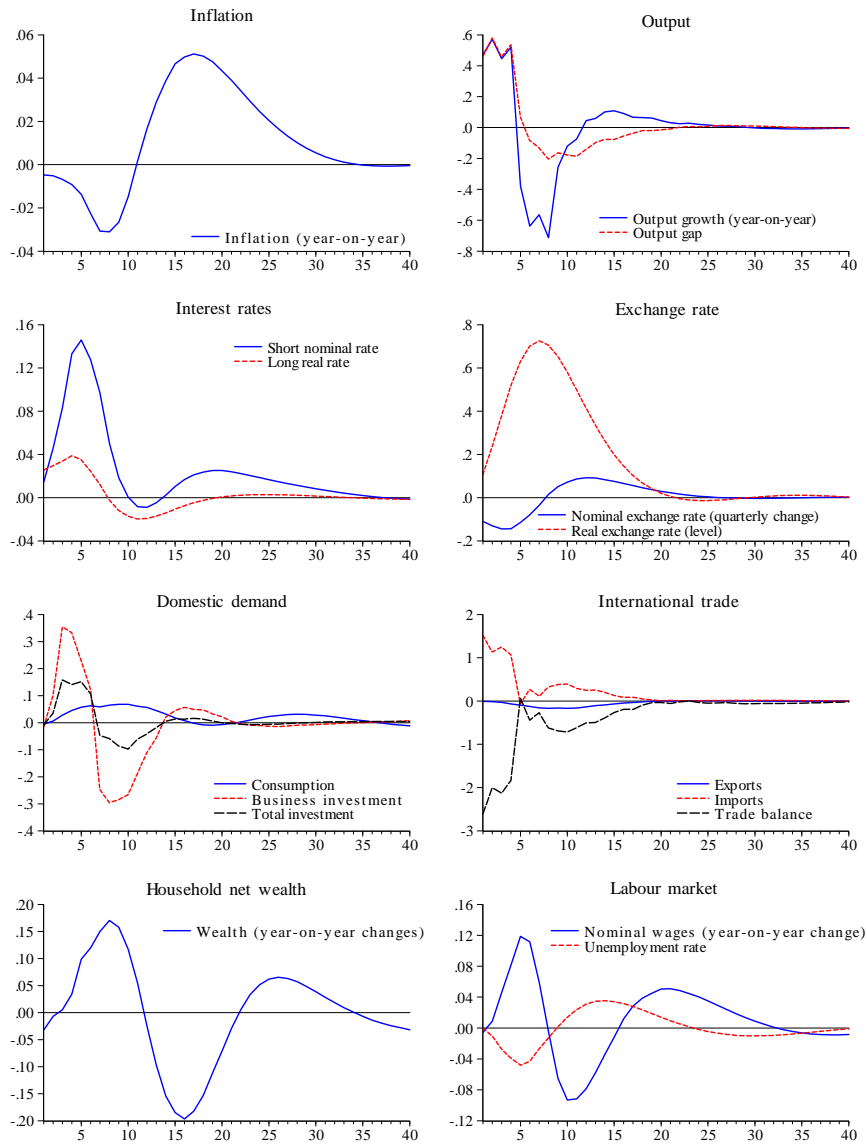 Inflation
.06
.04
.02
.00
-.02
-.04
5 10 15 20 25 30 35 40
Inflation (year-on-year)
Output
.6
.4
.2
.0
-.2
-.4
-.6
-.8
5 10 15 20 25 30 35 40
Output growth (year-on-year)
Output gap
Interest rates
.16
.12
.08
.04
.00
-.04
5 10 15 20 25 30 35 40
Short nominal rate
Long real rate
Exchange rate
.8
.6
.4
.2
.0
-.2
5 10 15 20 25 30 35 40
Nominal exchange rate (quarterly change)
Real exchange rate (level)
Domestic demand
.4
.3
.2
.1
.0
-.1
-.2
-.3
-.4
5 10 15 20 25 30 35 40
Consumption
Business investment
Total investment
International trade
2
1
0
-1
-2
-3
5 10 15 20 25 30 35 40
Exports
Imports
Trade balance
Household net wealth
.20
.15
.10
.05
.00
-.05
-.10
-.15
-.20
5 10 15 20 25 30 35 40
Wealth (year-on-year changes)
Labour market
.16
.12
.08
.04
.00
-.04
-.08
-.12
5 10 15 20 25 30 35 40
Nominal wages (year-on-year change)
Unemployment rate